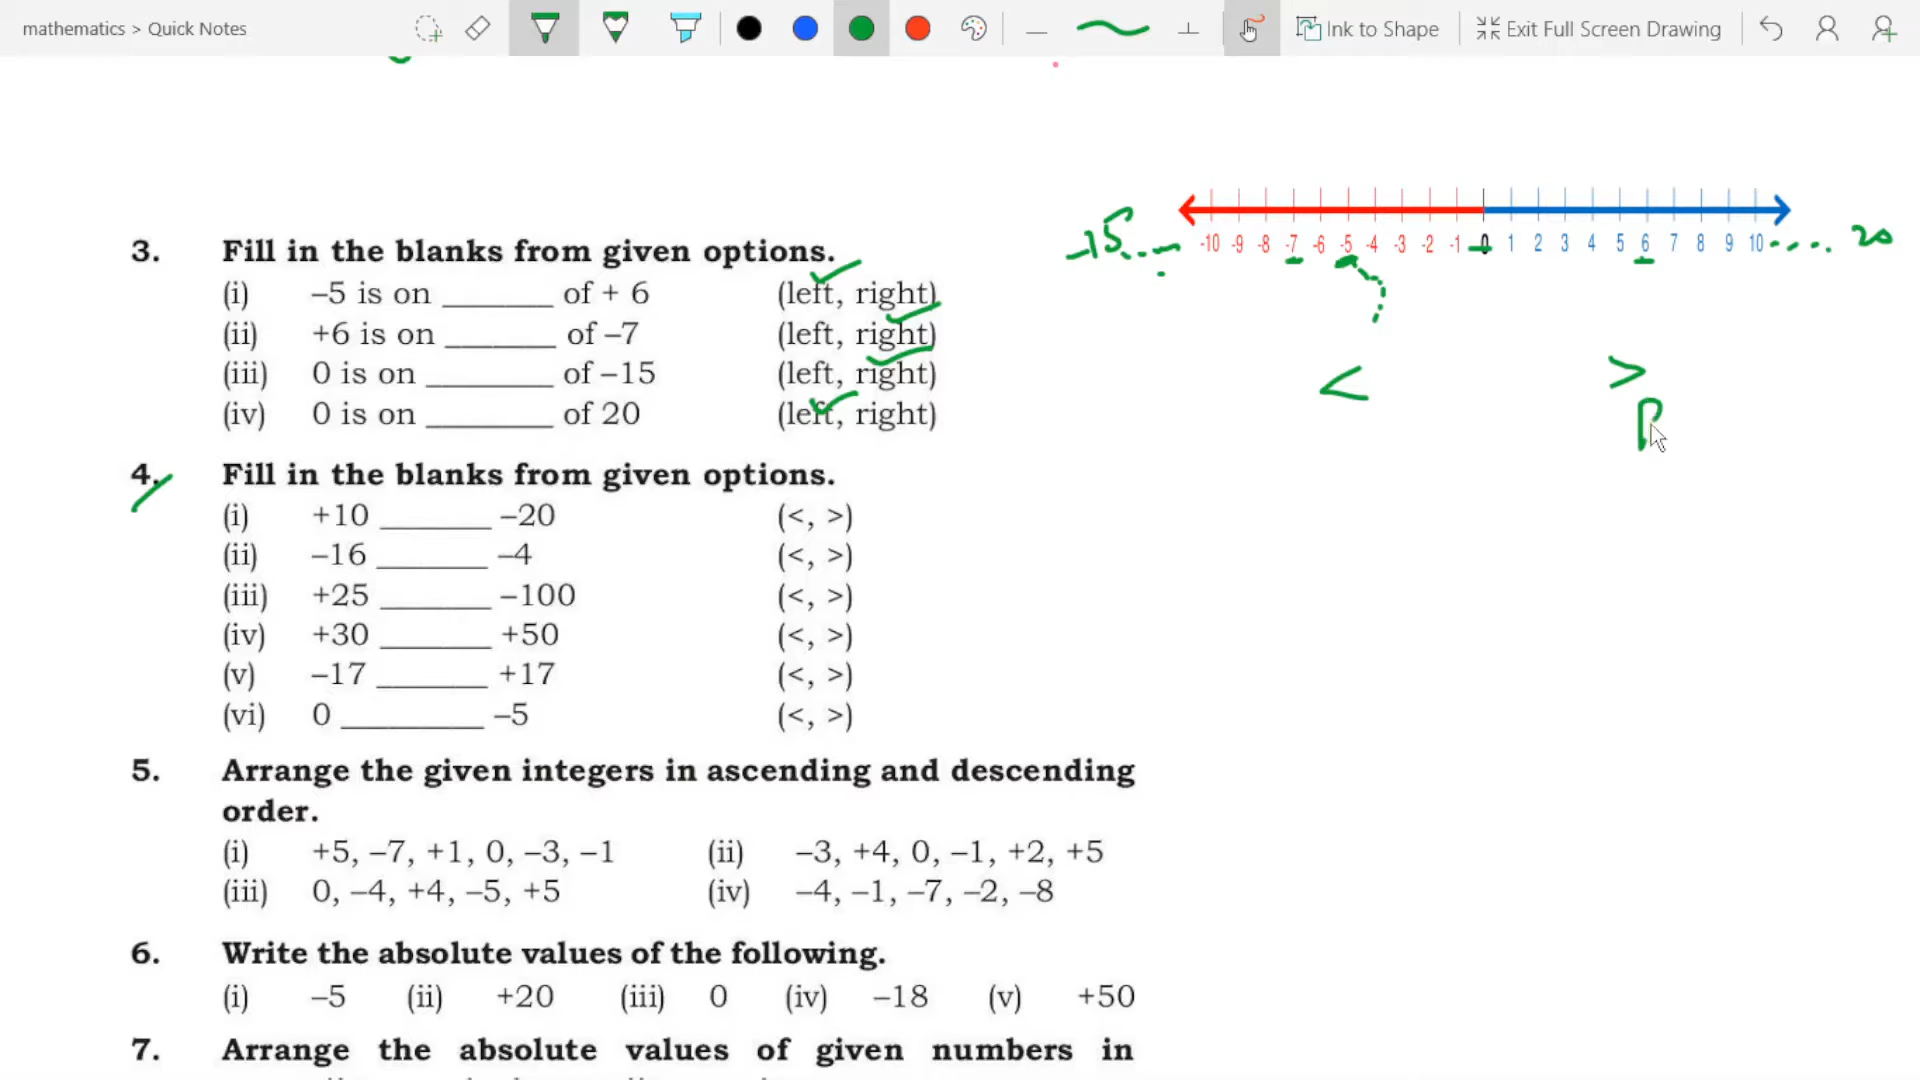 mathematics > Quick Notes
Ink to Shape
Exit Full Screen Drawing
-15.... -10 -9 -8 -7 -6 -5 -4 -3 -2 -1 0 1 2 3 4 5 6 7 8 9 10 .... 20
3. Fill in the blanks from given options.
(i) –5 is on _______ of + 6 (left, right)
(ii) +6 is on _______ of –7 (left, right)
(iii) 0 is on ________ of –15 (left, right)
(iv) 0 is on ________ of 20 (left, right)
< >
4. Fill in the blanks from given options.
(i) +10 _______ –20 (<, >)
(ii) –16 _______ –4 (<, >)
(iii) +25 _______ –100 (<, >)
(iv) +30 _______ +50 (<, >)
(v) –17 _______ +17 (<, >)
(vi) 0 _________ –5 (<, >)
5. Arrange the given integers in ascending and descending
order.
(i) +5, –7, +1, 0, –3, –1 (ii) –3, +4, 0, –1, +2, +5
(iii) 0, –4, +4, –5, +5 (iv) –4, –1, –7, –2, –8
6. Write the absolute values of the following.
(i) –5 (ii) +20 (iii) 0 (iv) –18 (v) +50
7. Arrange the absolute values of given numbers in